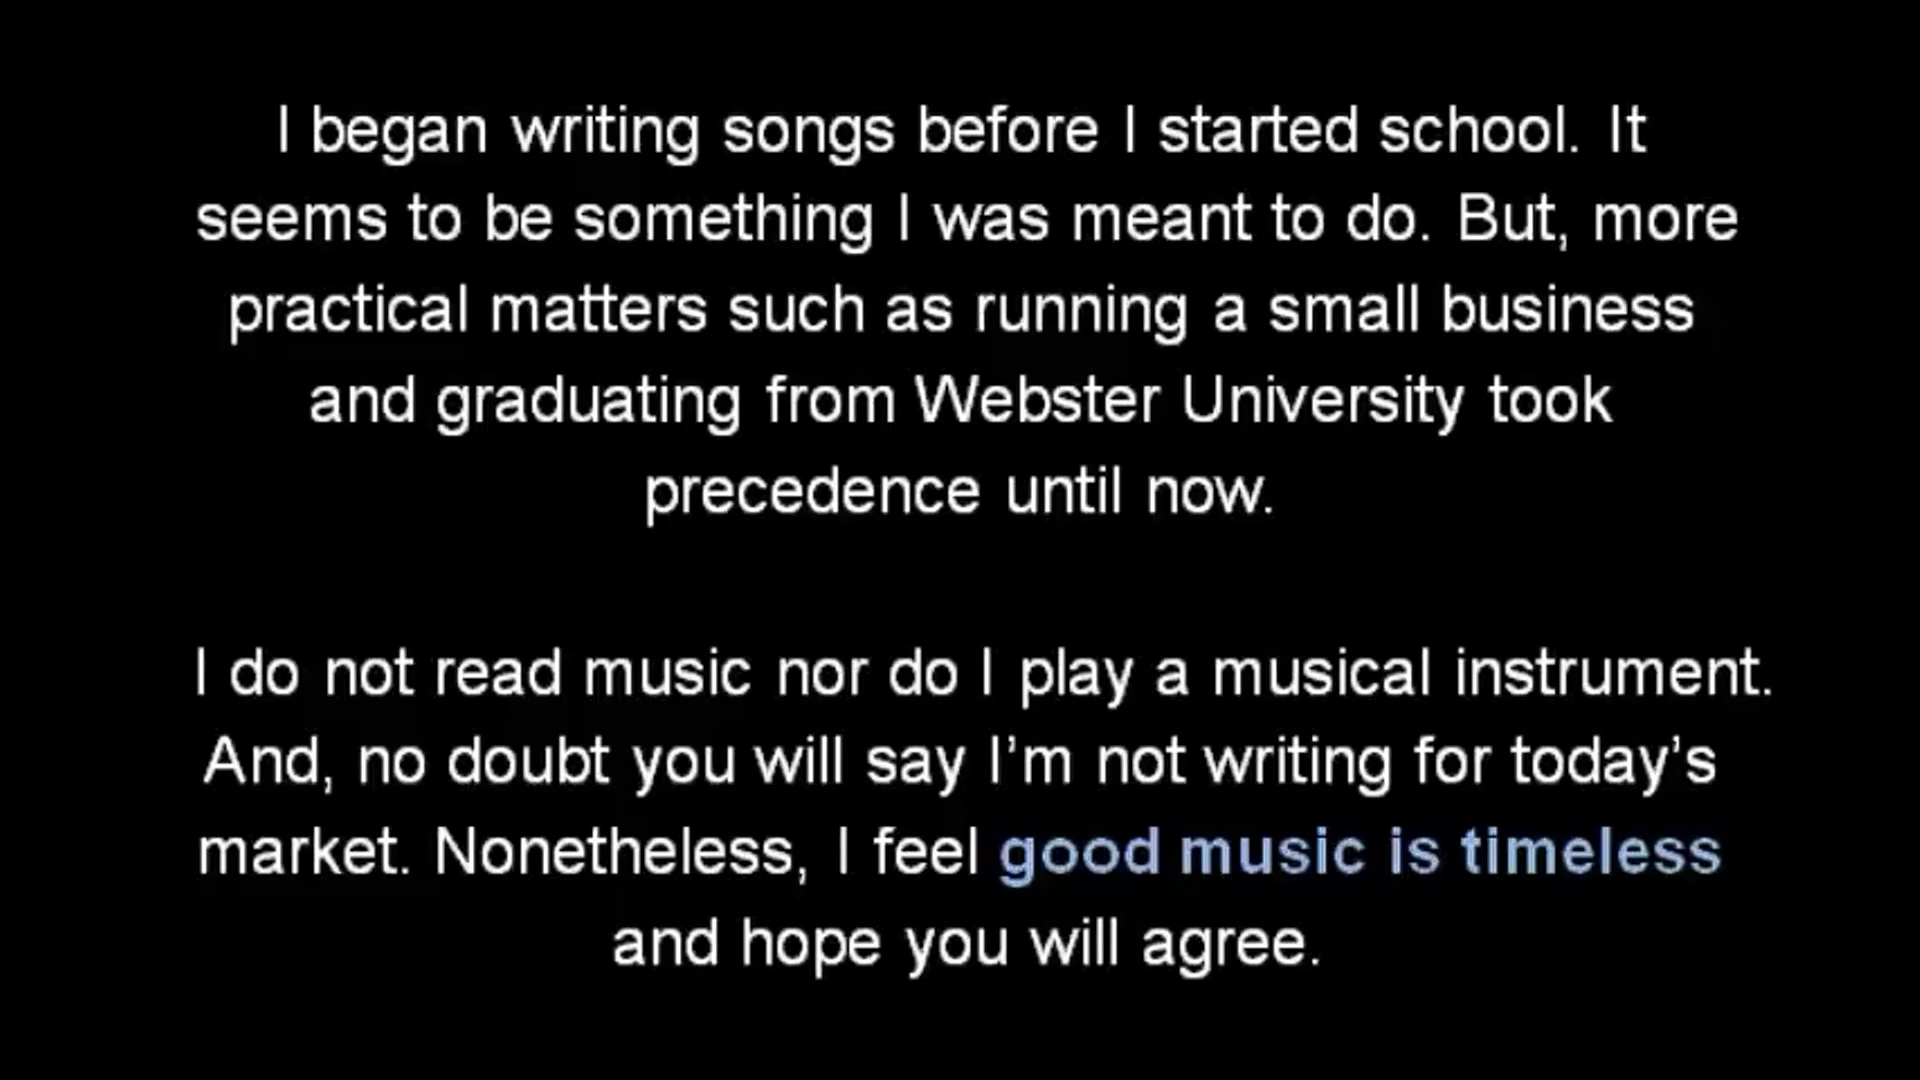 I began writing songs before I started school. It
seems to be something I was meant to do. But, more
practical matters such as running a small business
and graduating from Webster University took
precedence until now.
I do not read music nor do I play a musical instrument.
And, no doubt you will say I’m not writing for today’s
market. Nonetheless, I feel good music is timeless
and hope you will agree.